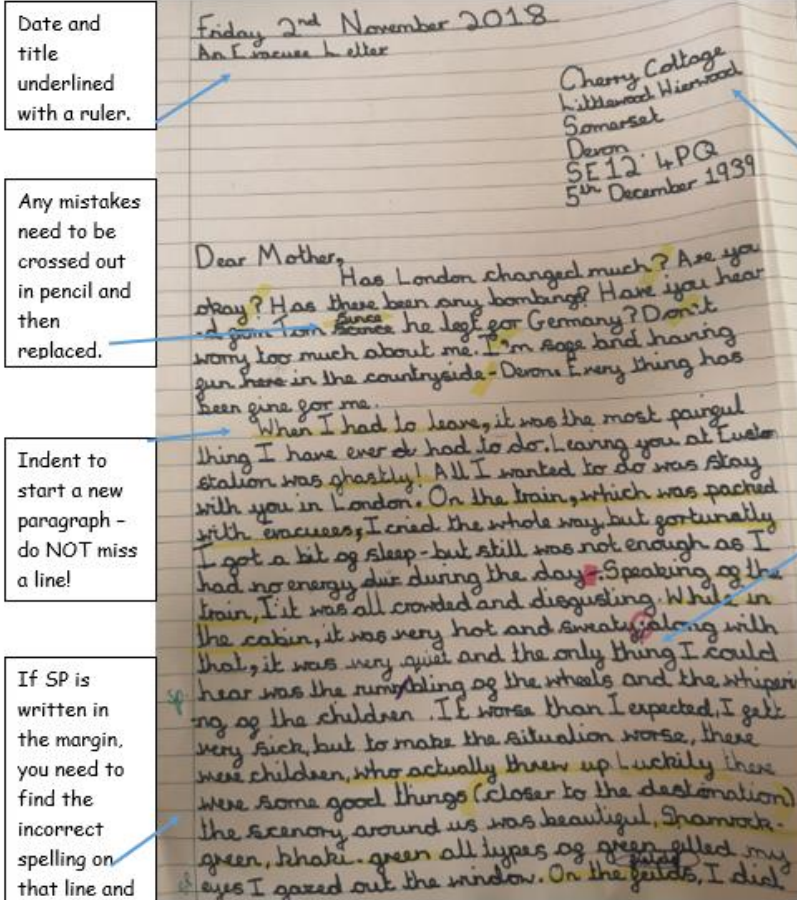 Date and
title
underlined
with a ruler.
Any mistakes
need to be
crossed out
in pencil and
then
replaced.
Indent to
start a new
paragraph –
do NOT miss
a line!
If SP is
written in
the margin,
you need to
find the
incorrect
spelling on
that line and
Friday 2nd November 2018
An Evacuee Letter
Cherry Cottage
Littlewood
Somerset
Devon
SE12 4PQ
5th December 1939
Dear Mother,
Has London changed much? Are you
okay? Has there been any bombings? Have you hear
-d from Tom since he left for Germany? Don't
worry too much about me. I'm safe and having
fun here in the countryside - Devon. Every thing has
been fine for me.
When I had to leave, it was the most painful
thing I have ever had to do. Leaving you at Euston
station was ghastly! All I wanted to do was stay
with you in London. On the train, which was packed
with evacuees, I cried the whole way but fortunatly
I got a bit of sleep - but still was not enough as I
had no energy during the day. Speaking of the
train, it was all crowded and disgusting. While in
the cabin, it was very hot and sweaty; along with
that, it was very quiet and the only thing I could
sp hear was the rumbling of the wheels and the whiperi
-ng of the children. It worse than I expected, I gett
very sick, but to make the situation worse, there
were children, who actually threw up. Luckily there
were some good things (closer to the destonation)
the scenory around us was beautiful. Shamrock-
green, khaki-green all types of green filled my
sp eyes I gazed out the window. On the feilds, I did